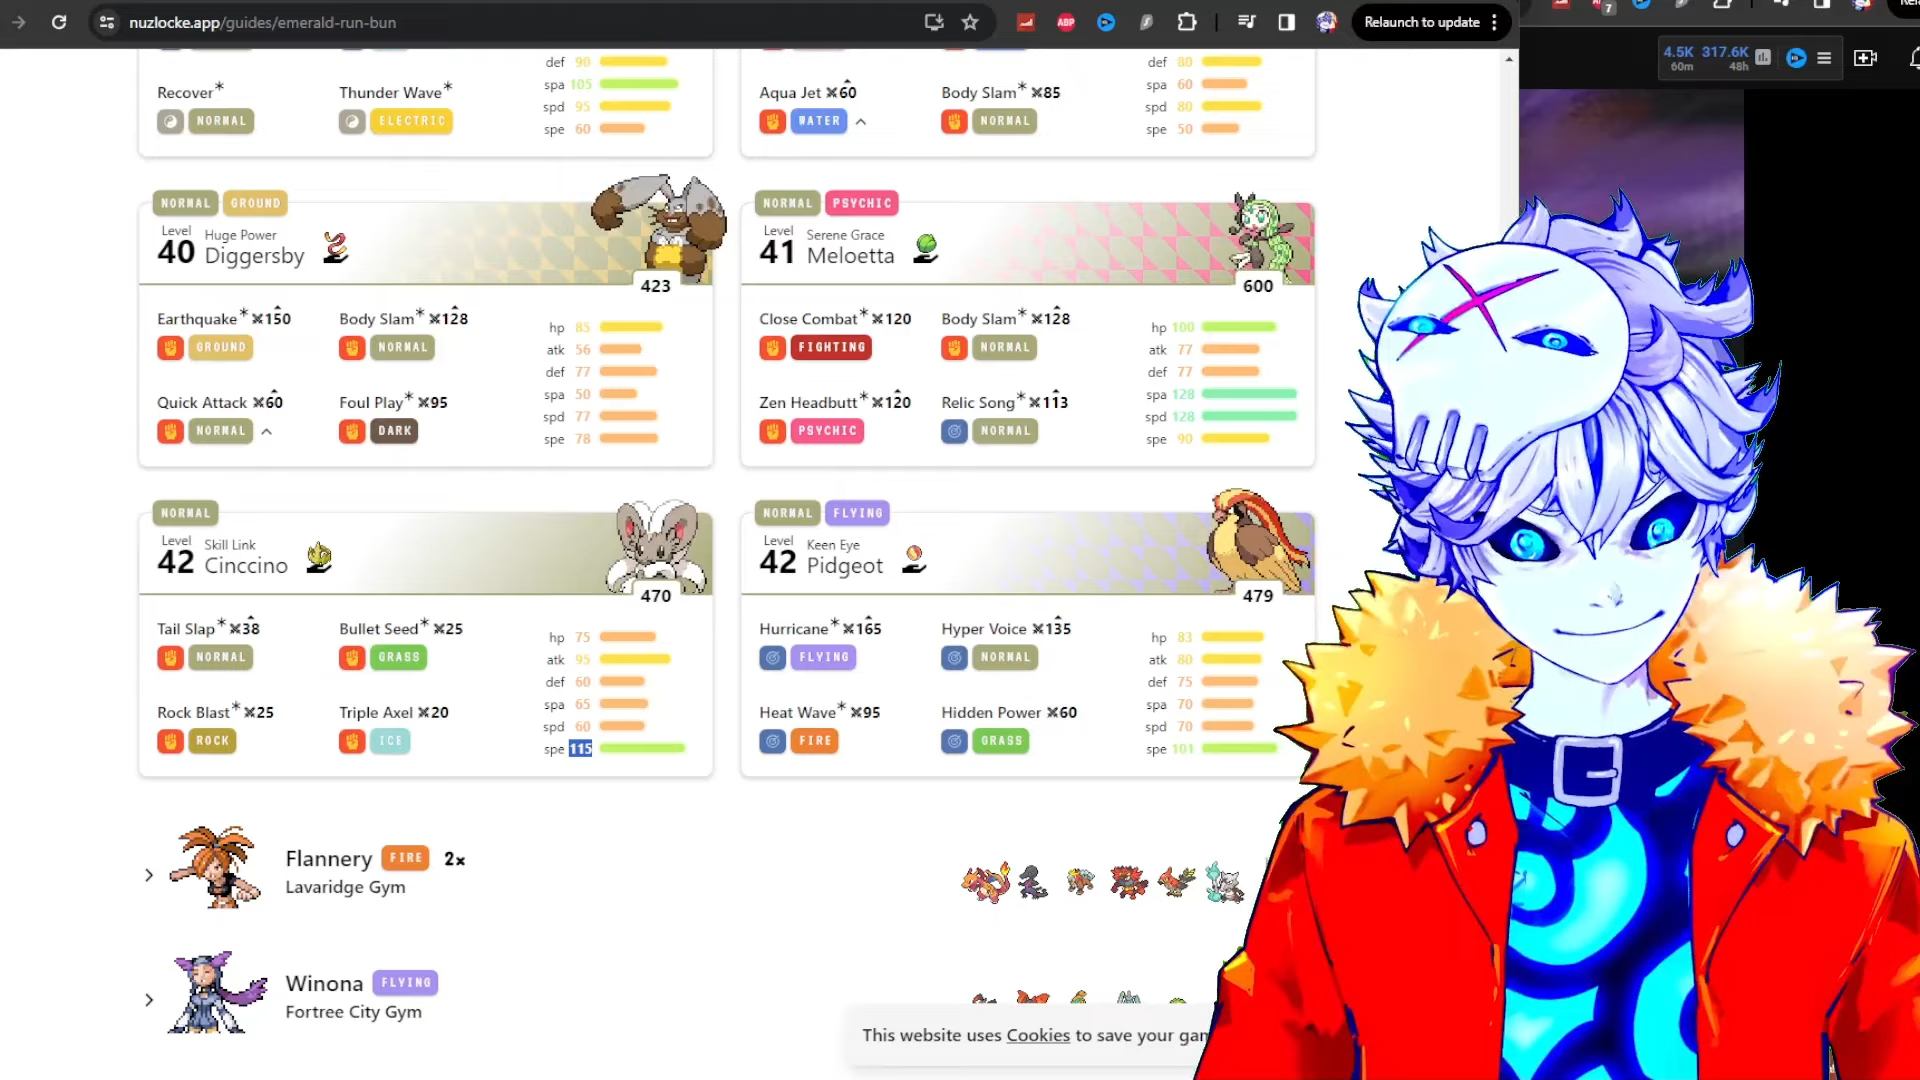 nuzlocke.app/guides/emerald-run-bun
Relaunch to update
7
4.5K 317.6K
60m 48h
ABP
def 90
spa 105
spd 95
spe 60
Recover* Thunder Wave*
NORMAL ELECTRIC
def 80
spa 60
spd 80
spe 50
Aqua Jet 60 Body Slam* 85
WATER NORMAL
NORMAL GROUND
Level Huge Power
40 Diggersby
423
Earthquake* 150 Body Slam* 128
GROUND NORMAL
Quick Attack 60 Foul Play* 95
NORMAL DARK
hp 85
atk 56
def 77
spa 50
spd 77
spe 78
NORMAL PSYCHIC
Level Serene Grace
41 Meloetta
600
Close Combat* 120 Body Slam* 128
FIGHTING NORMAL
Zen Headbutt* 120 Relic Song* 113
PSYCHIC NORMAL
hp 100
atk 77
def 77
spa 128
spd 128
spe 90
NORMAL
Level Skill Link
42 Cinccino
470
Tail Slap* 38 Bullet Seed* 25
NORMAL GRASS
Rock Blast* 25 Triple Axel 20
ROCK ICE
hp 75
atk 95
def 60
spa 65
spd 60
spe 115
NORMAL FLYING
Level Keen Eye
42 Pidgeot
479
Hurricane* 165 Hyper Voice 135
FLYING NORMAL
Heat Wave* 95 Hidden Power 60
FIRE GRASS
hp 83
atk 80
def 75
spa 70
spd 70
spe 101
Flannery FIRE 2x
Lavaridge Gym
Winona FLYING
Fortree City Gym
This website uses Cookies to save your